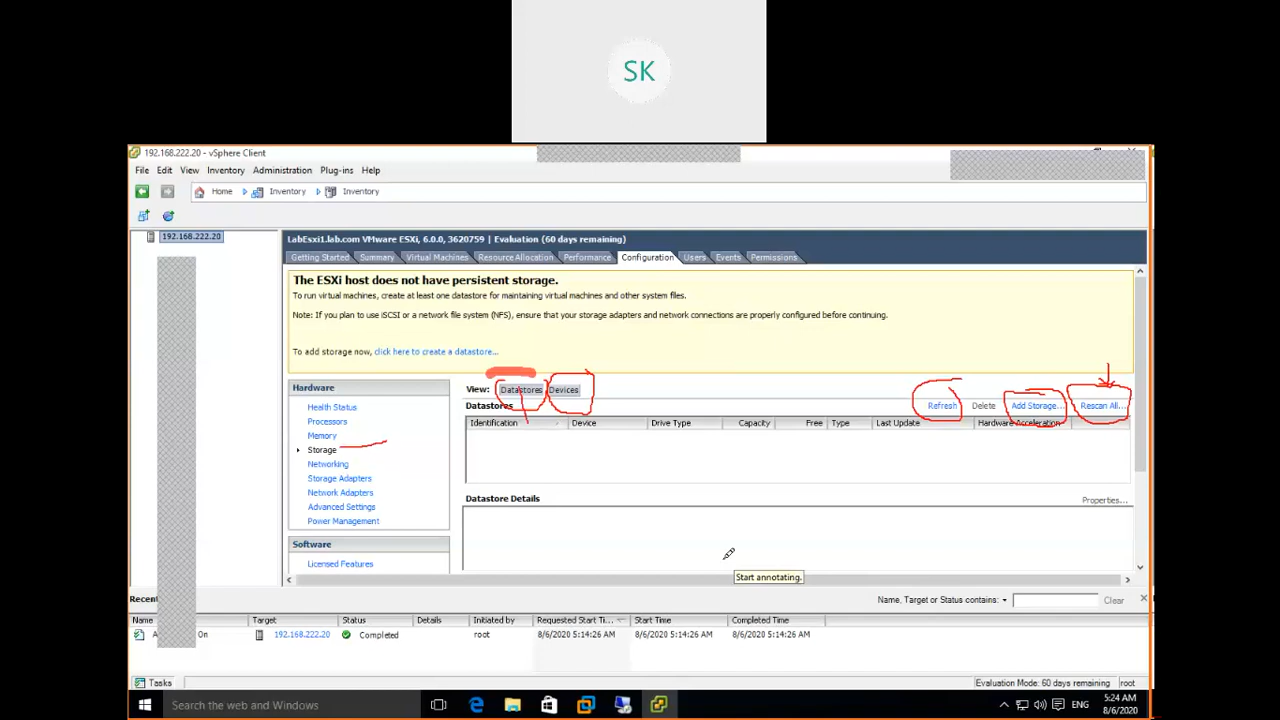 SK
192.168.222.20 - vSphere Client
File Edit View Inventory Administration Plug-ins Help
Home Inventory Inventory
192.168.222.20
LabEsxi1.lab.com VMware ESXi, 6.0.0, 3620759 | Evaluation (60 days remaining)
Getting Started Summary Virtual Machines Resource Allocation Performance Configuration Users Events Permissions
The ESXi host does not have persistent storage.
To run virtual machines, create at least one datastore for maintaining virtual machines and other system files.
Note: If you plan to use iSCSI or a network file system (NFS), ensure that your storage adapters and network connections are properly configured before continuing.
To add storage now, click here to create a datastore...
Hardware
Health Status
Processors
Memory
Storage
Networking
Storage Adapters
Network Adapters
Advanced Settings
Power Management
Software
Licensed Features
View: Datastores Devices
Datastores Refresh Delete Add Storage... Rescan All...
Identification Device Drive Type Capacity Free Type Last Update Hardware Acceleration
Datastore Details
Properties...
Start annotating.
Recent
Name, Target or Status contains: Clear
Name Target Status Details Initiated by Requested Start Ti... Start Time Completed Time
On 192.168.222.20 Completed root 8/6/2020 5:14:26 AM 8/6/2020 5:14:26 AM 8/6/2020 5:14:26 AM
Tasks Evaluation Mode: 60 days remaining root
Search the web and Windows
ENG
5:24 AM
8/6/2020